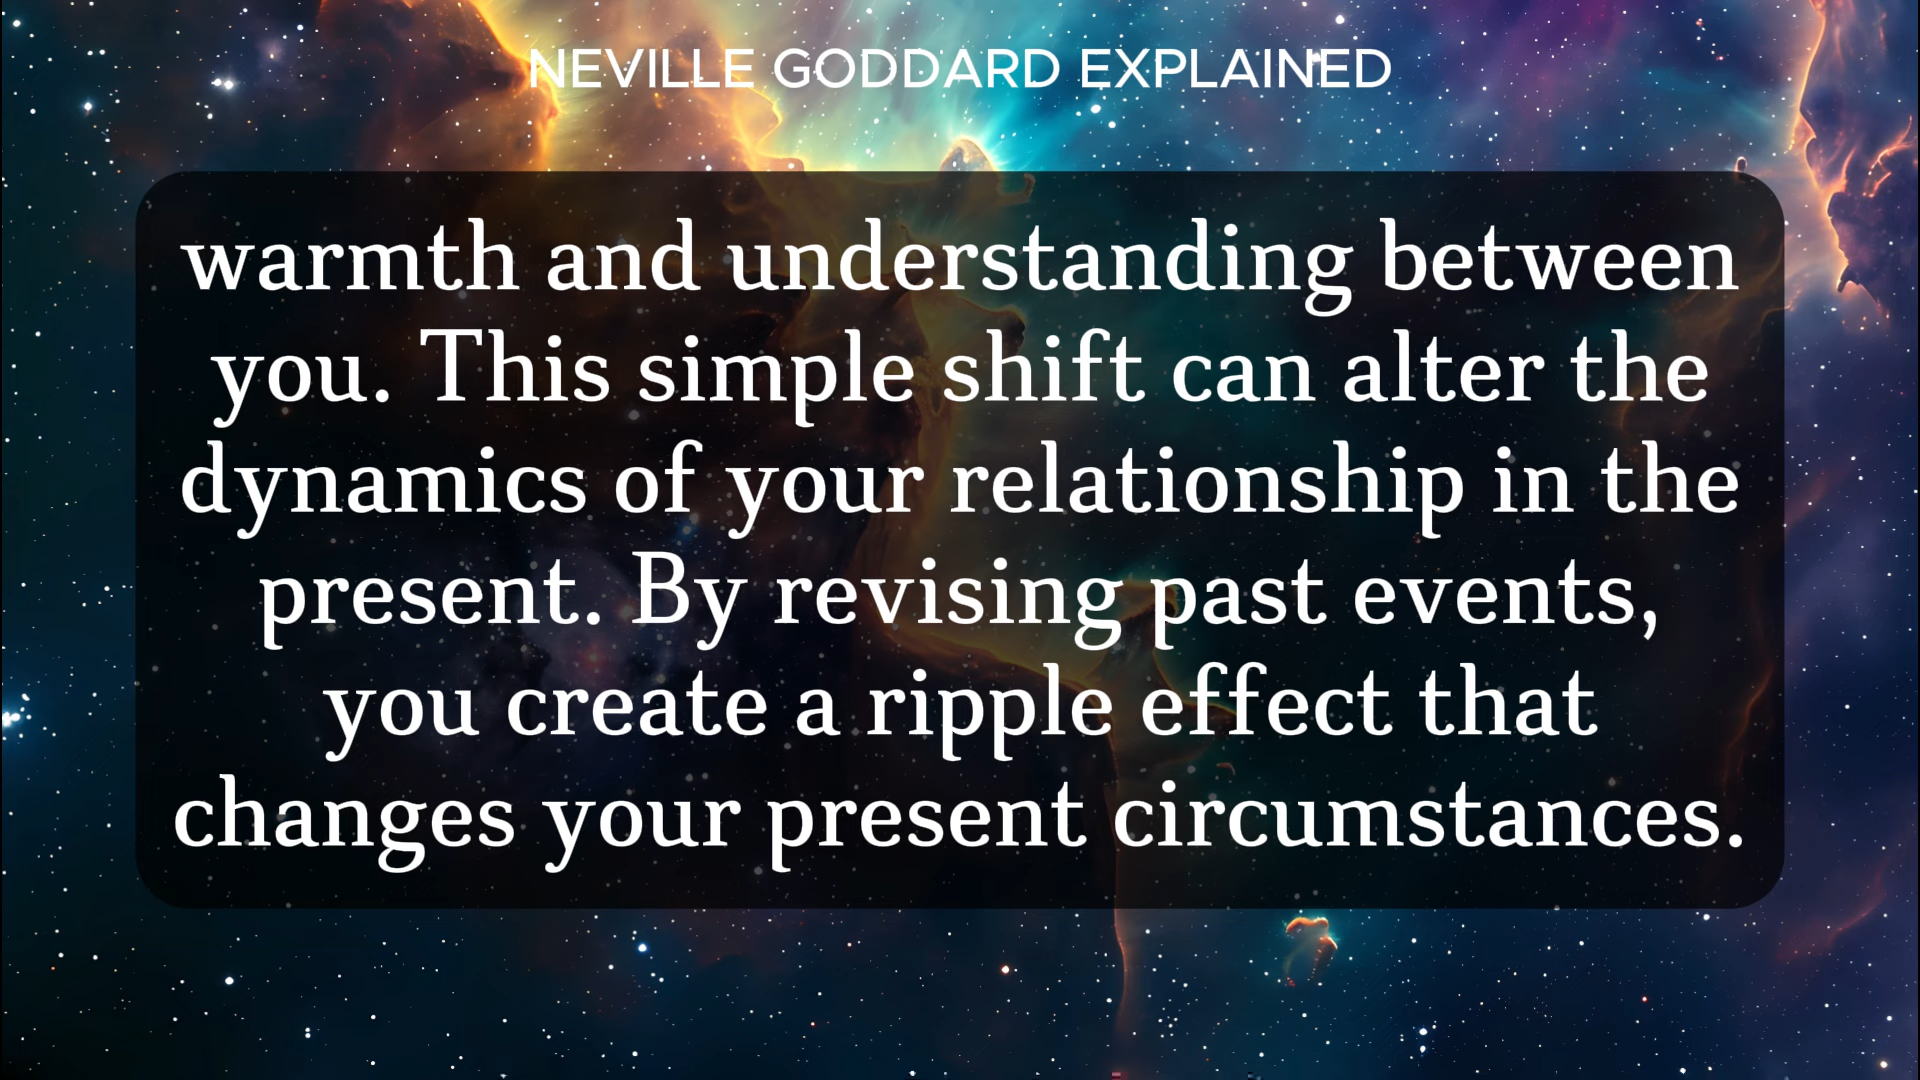 NEVILLE GODDARD EXPLAINED
warmth and understanding between
you. This simple shift can alter the
dynamics of your relationship in the
present. By revising past events,
you create a ripple effect that
changes your present circumstances.